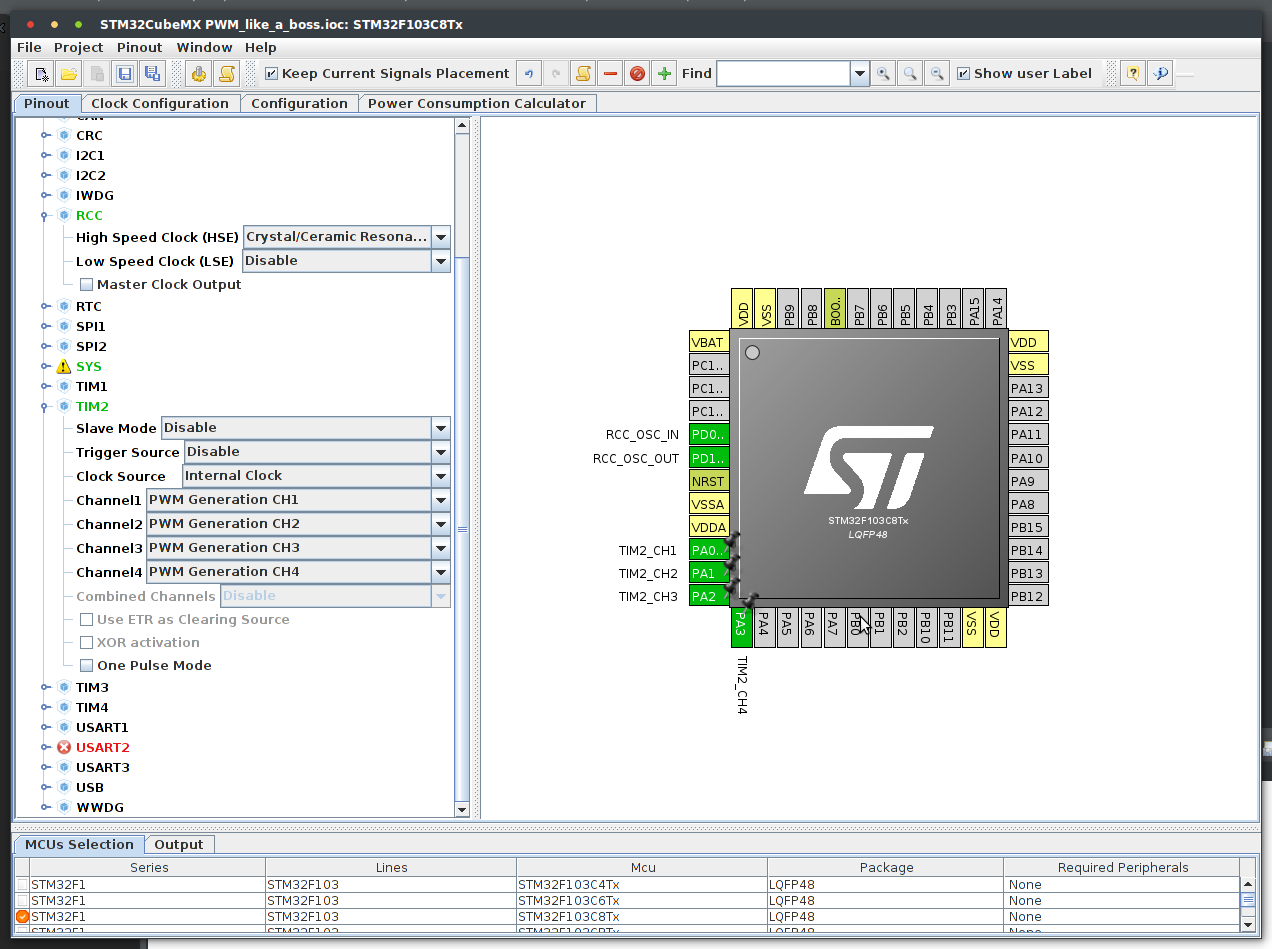 STM32CubeMX PWM_like_a_boss.ioc: STM32F103C8Tx
File Project Pinout Window Help
Keep Current Signals Placement Find Show user Label
Pinout Clock Configuration Configuration Power Consumption Calculator
CAN
CRC
I2C1
I2C2
IWDG
RCC
High Speed Clock (HSE) Crystal/Ceramic Resona...
Low Speed Clock (LSE) Disable
Master Clock Output
RTC
SPI1
SPI2
SYS
TIM1
TIM2
Slave Mode Disable
Trigger Source Disable
Clock Source Internal Clock
Channel1 PWM Generation CH1
Channel2 PWM Generation CH2
Channel3 PWM Generation CH3
Channel4 PWM Generation CH4
Combined Channels Disable
Use ETR as Clearing Source
XOR activation
One Pulse Mode
TIM3
TIM4
USART1
USART2
USART3
USB
WWDG
VDD VSS PB9 PB8 BOO.. PB7 PB6 PB5 PB4 PB3 PA15 PA14
VBAT
PC1..
PC1..
PC1..
RCC_OSC_IN PD0..
RCC_OSC_OUT PD1..
NRST
VSSA
VDDA
TIM2_CH1 PA0..
TIM2_CH2 PA1
TIM2_CH3 PA2
ST
STM32F103C8Tx
LQFP48
VDD
VSS
PA13
PA12
PA11
PA10
PA9
PA8
PB15
PB14
PB13
PB12
PA3 PA4 PA5 PA6 PA7 PB0 PB1 PB2 PB10 PB11 VSS VDD
TIM2_CH4
MCUs Selection Output
Series Lines Mcu Package Required Peripherals
STM32F1 STM32F103 STM32F103C4Tx LQFP48 None
STM32F1 STM32F103 STM32F103C6Tx LQFP48 None
STM32F1 STM32F103 STM32F103C8Tx LQFP48 None
STM32F1 STM32F103 STM32F103CBTx LQFP48 None